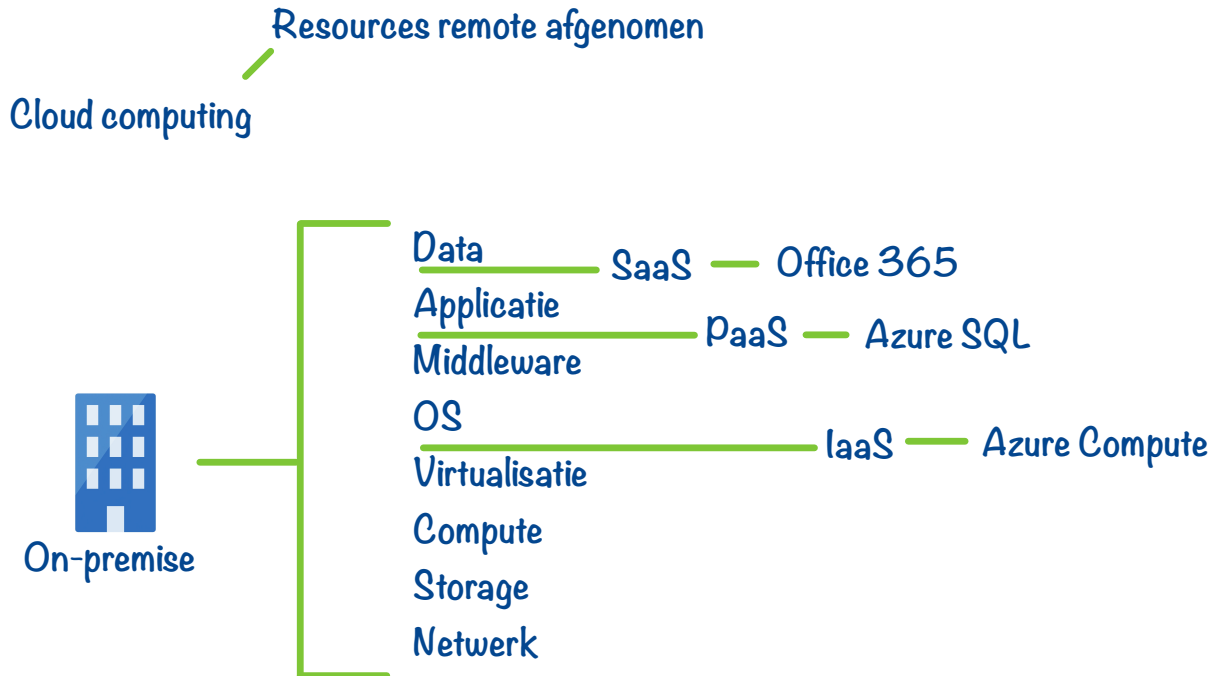 Resources remote afgenomen
Cloud computing
Data
SaaS
Office 365
Applicatie
PaaS
Azure SQL
Middleware
OS
IaaS
Azure Compute
Virtualisatie
Compute
On-premise
Storage
Netwerk